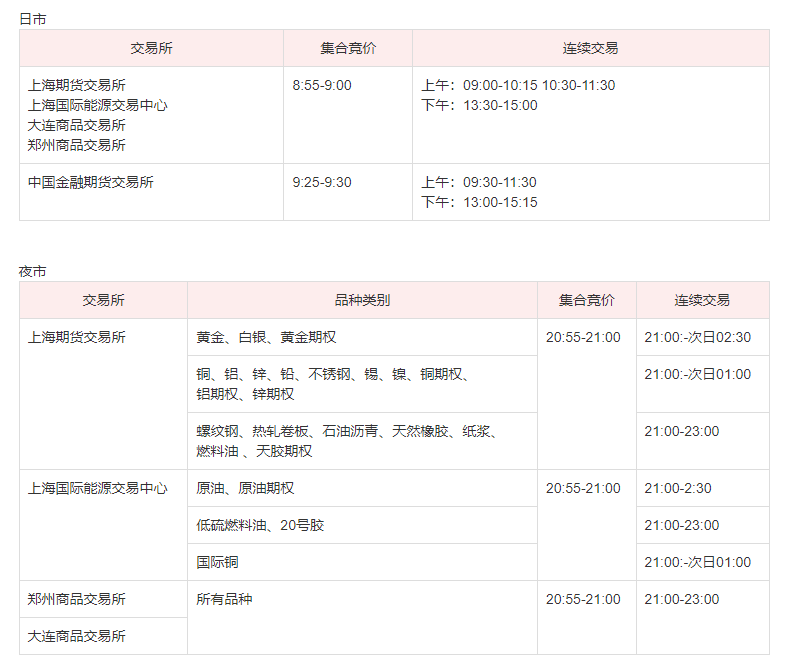 日市
交易所 集合竞价 连续交易
上海期货交易所 8:55-9:00 上午：09:00-10:15 10:30-11:30
上海国际能源交易中心 下午：13:30-15:00
大连商品交易所
郑州商品交易所
中国金融期货交易所 9:25-9:30 上午：09:30-11:30
下午：13:00-15:15
夜市
交易所 品种类别 集合竞价 连续交易
上海期货交易所 黄金、白银、黄金期权 20:55-21:00 21:00:-次日02:30
铜、铝、锌、铅、不锈钢、锡、镍、铜期权、 21:00:-次日01:00
铝期权、锌期权
螺纹钢、热轧卷板、石油沥青、天然橡胶、纸浆、 21:00-23:00
燃料油 、天胶期权
上海国际能源交易中心 原油、原油期权 20:55-21:00 21:00-2:30
低硫燃料油、20号胶 21:00-23:00
国际铜 21:00:-次日01:00
郑州商品交易所 所有品种 20:55-21:00 21:00-23:00
大连商品交易所